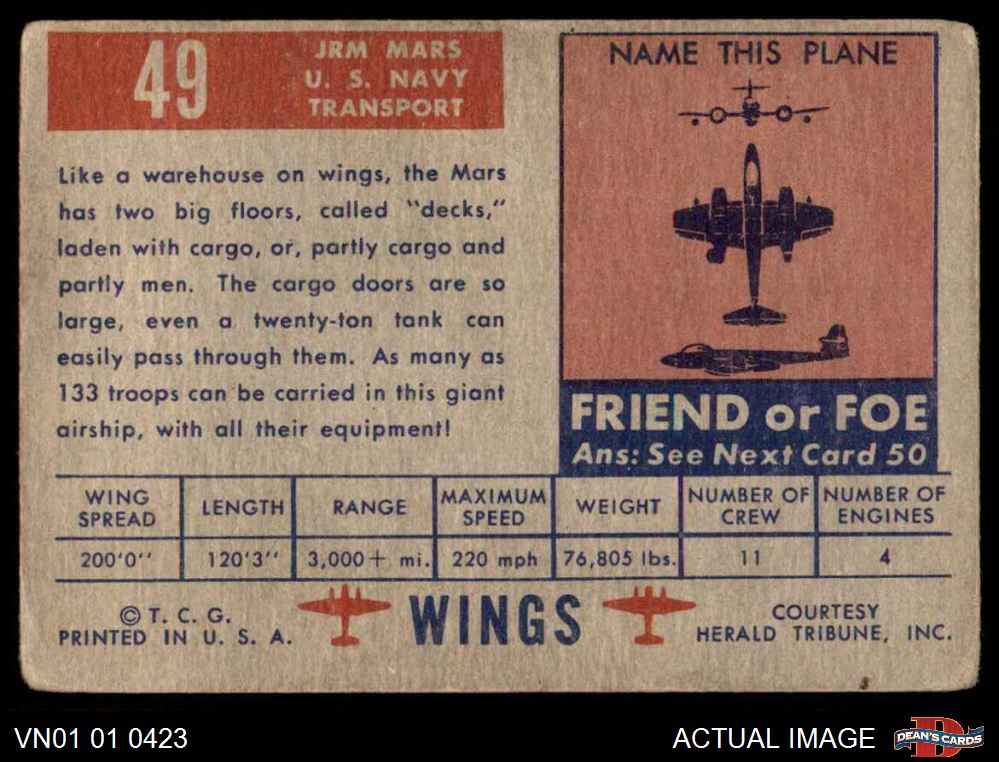 49
JRM MARS
U. S. NAVY
TRANSPORT
Like a warehouse on wings, the Mars
has two big floors, called "decks,"
laden with cargo, or, partly cargo and
partly men. The cargo doors are so
large, even a twenty-ton tank can
easily pass through them. As many as
133 troops can be carried in this giant
airship, with all their equipment!
NAME THIS PLANE
FRIEND or FOE
Ans: See Next Card 50
WING SPREAD LENGTH RANGE MAXIMUM SPEED WEIGHT NUMBER OF CREW NUMBER OF ENGINES
200'0'' 120'3'' 3,000+ mi. 220 mph 76,805 lbs. 11 4
© T. C. G.
PRINTED IN U. S. A.
WINGS
COURTESY
HERALD TRIBUNE, INC.
VN01 01 0423
ACTUAL IMAGE
DEAN'S CARDS